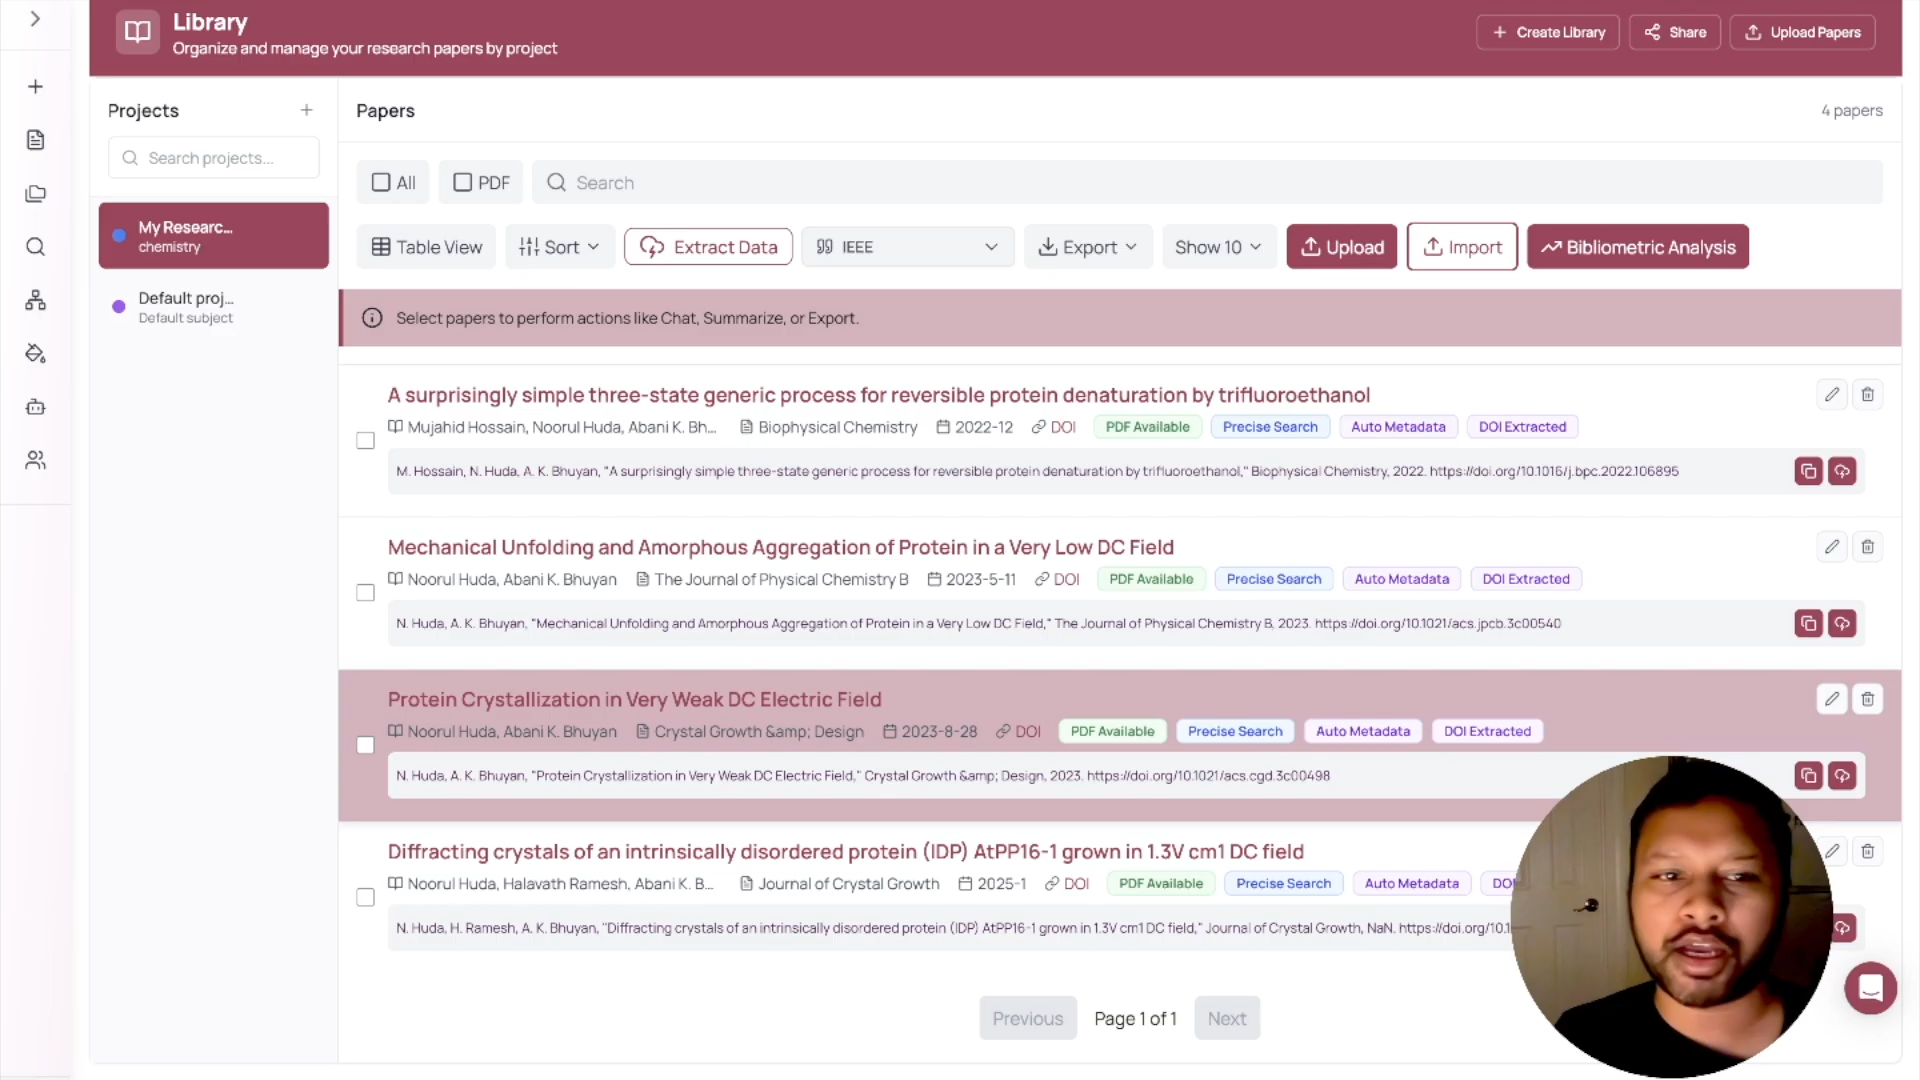 Library
Organize and manage your research papers by project
Create Library
Share
Upload Papers
Projects
Search projects...
My Researc...
chemistry
Default proj...
Default subject
Papers
4 papers
All
PDF
Search
Table View
Sort
Extract Data
IEEE
Export
Show 10
Upload
Import
Bibliometric Analysis
Select papers to perform actions like Chat, Summarize, or Export.
A surprisingly simple three-state generic process for reversible protein denaturation by trifluoroethanol
Mujahid Hossain, Noorul Huda, Abani K. Bh... Biophysical Chemistry 2022-12 DOI PDF Available Precise Search Auto Metadata DOI Extracted
M. Hossain, N. Huda, A. K. Bhuyan, "A surprisingly simple three-state generic process for reversible protein denaturation by trifluoroethanol," Biophysical Chemistry, 2022. https://doi.org/10.1016/j.bpc.2022.106895
Mechanical Unfolding and Amorphous Aggregation of Protein in a Very Low DC Field
Noorul Huda, Abani K. Bhuyan The Journal of Physical Chemistry B 2023-5-11 DOI PDF Available Precise Search Auto Metadata DOI Extracted
N. Huda, A. K. Bhuyan, "Mechanical Unfolding and Amorphous Aggregation of Protein in a Very Low DC Field," The Journal of Physical Chemistry B, 2023. https://doi.org/10.1021/acs.jpcb.3c00540
Protein Crystallization in Very Weak DC Electric Field
Noorul Huda, Abani K. Bhuyan Crystal Growth &amp; Design 2023-8-28 DOI PDF Available Precise Search Auto Metadata DOI Extracted
N. Huda, A. K. Bhuyan, "Protein Crystallization in Very Weak DC Electric Field," Crystal Growth &amp; Design, 2023. https://doi.org/10.1021/acs.cgd.3c00498
Diffracting crystals of an intrinsically disordered protein (IDP) AtPP16-1 grown in 1.3V cm1 DC field
Noorul Huda, Halavath Ramesh, Abani K. B... Journal of Crystal Growth 2025-1 DOI PDF Available Precise Search Auto Metadata DO
N. Huda, H. Ramesh, A. K. Bhuyan, "Diffracting crystals of an intrinsically disordered protein (IDP) AtPP16-1 grown in 1.3V cm1 DC field," Journal of Crystal Growth, NaN. https://doi.org/10.1
Previous Page 1 of 1 Next